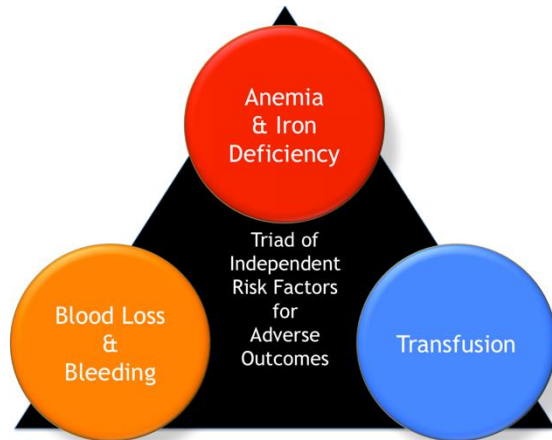 Anemia
& Iron
Deficiency
Triad of
Independent
Risk Factors
for
Adverse
Outcomes
Blood Loss
&
Bleeding
Transfusion